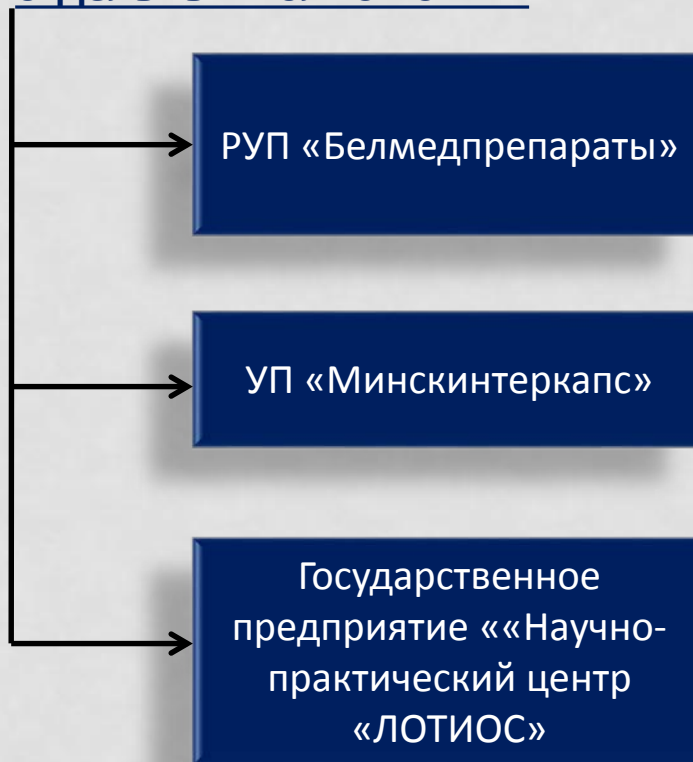 РУП «Белмедпрепараты»
УП «Минскинтеркапс»
Государственное
предприятие ««Научно-
практический центр
«ЛОТИОС»